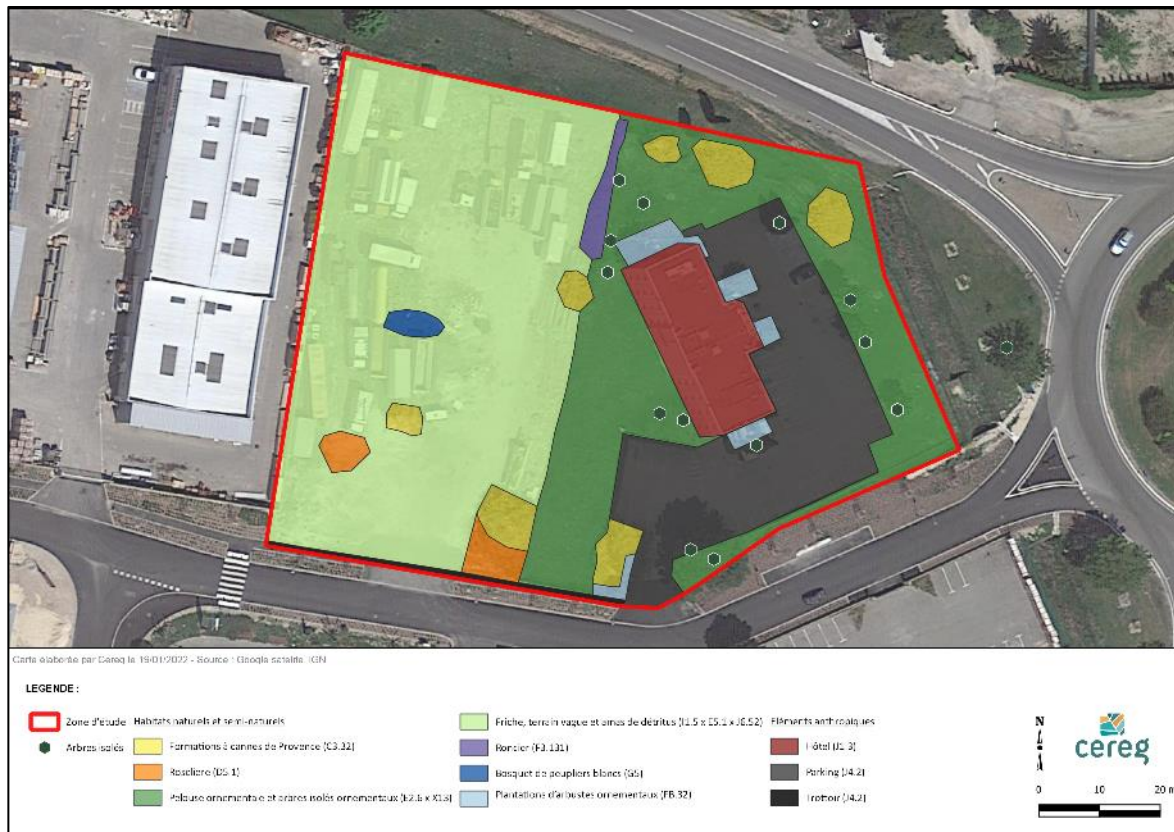 Carte élaborée par Cereg le 19/01/2022 - Source : Google satellite, IGN
LEGENDE :
Zone d'étude
Habitats naturels et semi-naturels
Friche, terrain vague et amas de détritus (I1.5 x E5.1 x J6.52)
Eléments anthropiques
Arbres isolés
Formations à cannes de Provence (C3.32)
Roncier (F3.131)
Hôtel (J1.3)
Roselière (D5.1)
Bosquet de peupliers blancs (G5)
Parking (J4.2)
Pelouse ornementale et arbres isolés ornementaux (E2.6 x X13)
Plantations d'arbustes ornementaux (FB.32)
Trottoir (J4.2)
N
cereg
0 10 20 m